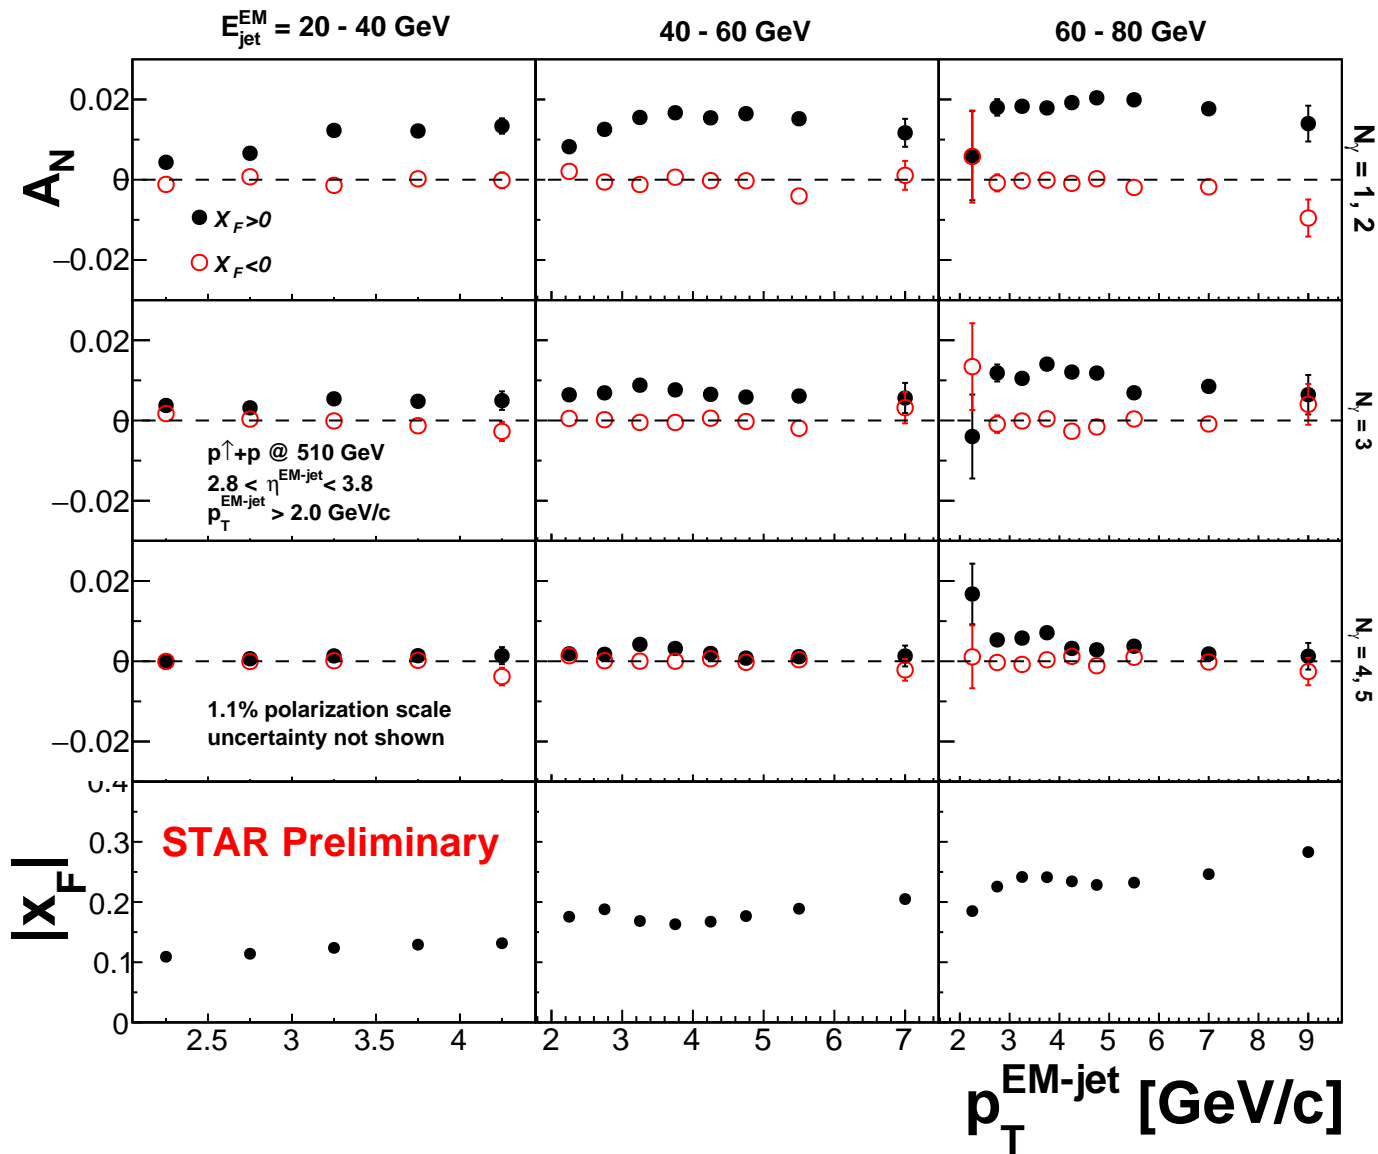 E_jet^EM = 20 - 40 GeV
40 - 60 GeV
60 - 80 GeV
A_N
0.02
0
−0.02
X_F>0
X_F<0
N_γ = 1, 2
0.02
0
−0.02
p↑+p @ 510 GeV
2.8 < η^EM-jet < 3.8
p_T^EM-jet > 2.0 GeV/c
N_γ = 3
0.02
0
−0.02
1.1% polarization scale
uncertainty not shown
N_γ = 4, 5
|X_F|
0.4
0.3
0.2
0.1
0
STAR Preliminary
2.5 3 3.5 4
2 3 4 5 6 7
2 3 4 5 6 7 8 9
p_T^EM-jet [GeV/c]